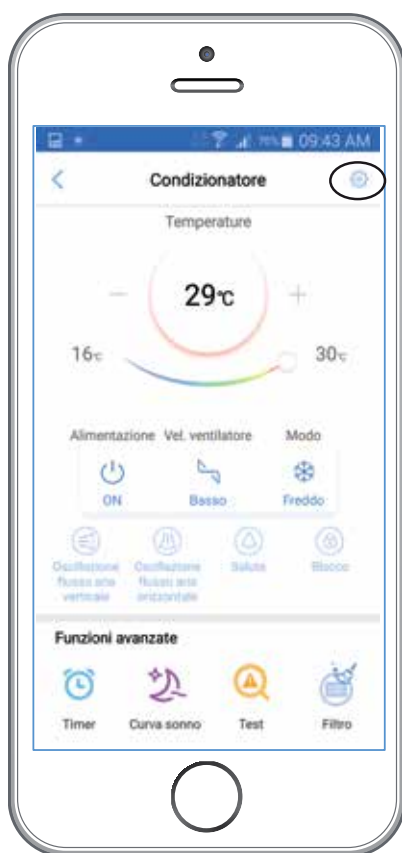 09:43 AM
Condizionatore
Temperature
29°c
16°c
30°c
Alimentazione Vel. ventilatore Modo
ON Basso Freddo
Oscillazione Oscillazione Salute Blocco
flusso aria flusso aria
verticale orizzontale
Funzioni avanzate
Timer Curva sonno Test Filtro